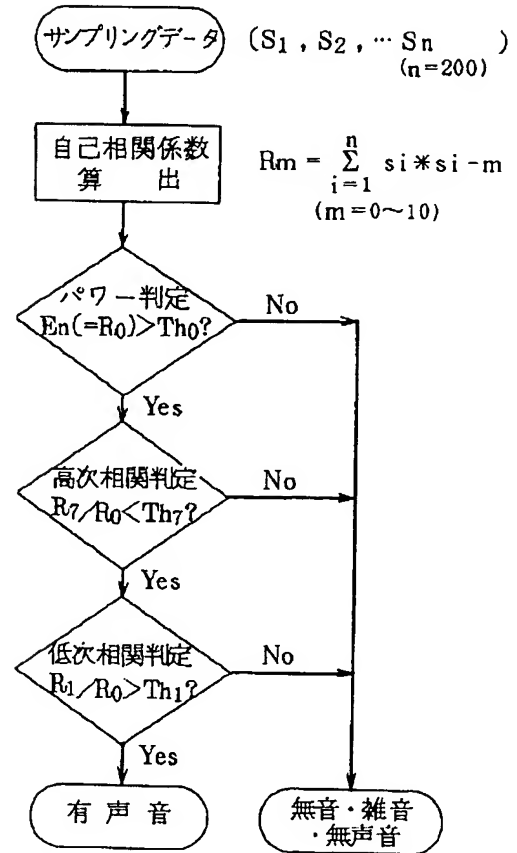 サンプリングデータ (S1 , S2 , … Sn )
(n=200)
自己相関係数
算 出
n
Rm = Σ si*si-m
i=1
(m=0~10)
パワー判定
En(=R0)>Th0?
No
Yes
高次相関判定
R7/R0<Th7?
No
Yes
低次相関判定
R1/R0>Th1?
No
Yes
有 声 音
無音・雑音
・無声音